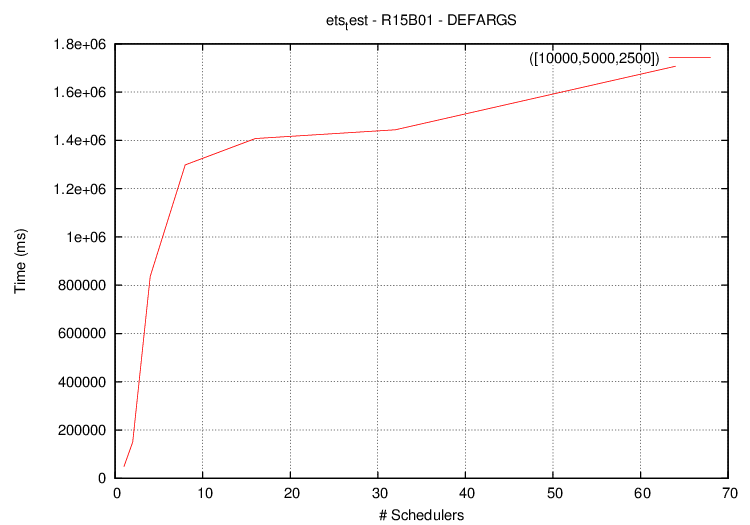 ets_test - R15B01 - DEFARGS
([10000,5000,2500])
1.8e+06
1.6e+06
1.4e+06
1.2e+06
1e+06
800000
600000
400000
200000
0
Time (ms)
0 10 20 30 40 50 60 70
# Schedulers